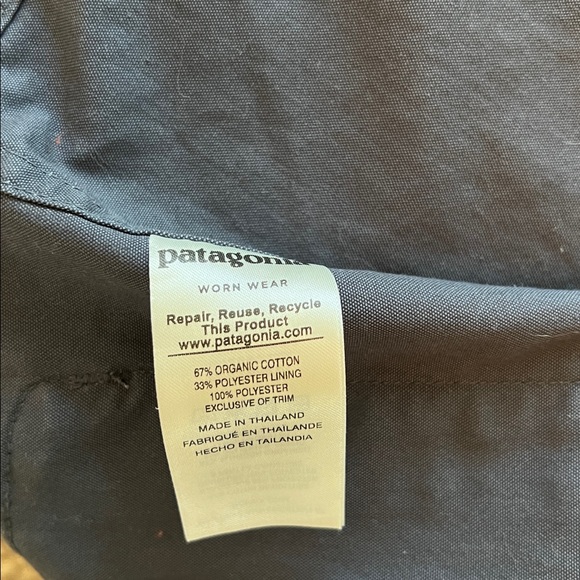 patagonia
WORN WEAR
Repair, Reuse, Recycle
This Product
www.patagonia.com
67% ORGANIC COTTON
33% POLYESTER LINING
100% POLYESTER
EXCLUSIVE OF TRIM
MADE IN THAILAND
FABRIQUÉ EN THAÏLANDE
HECHO EN TAILANDIA